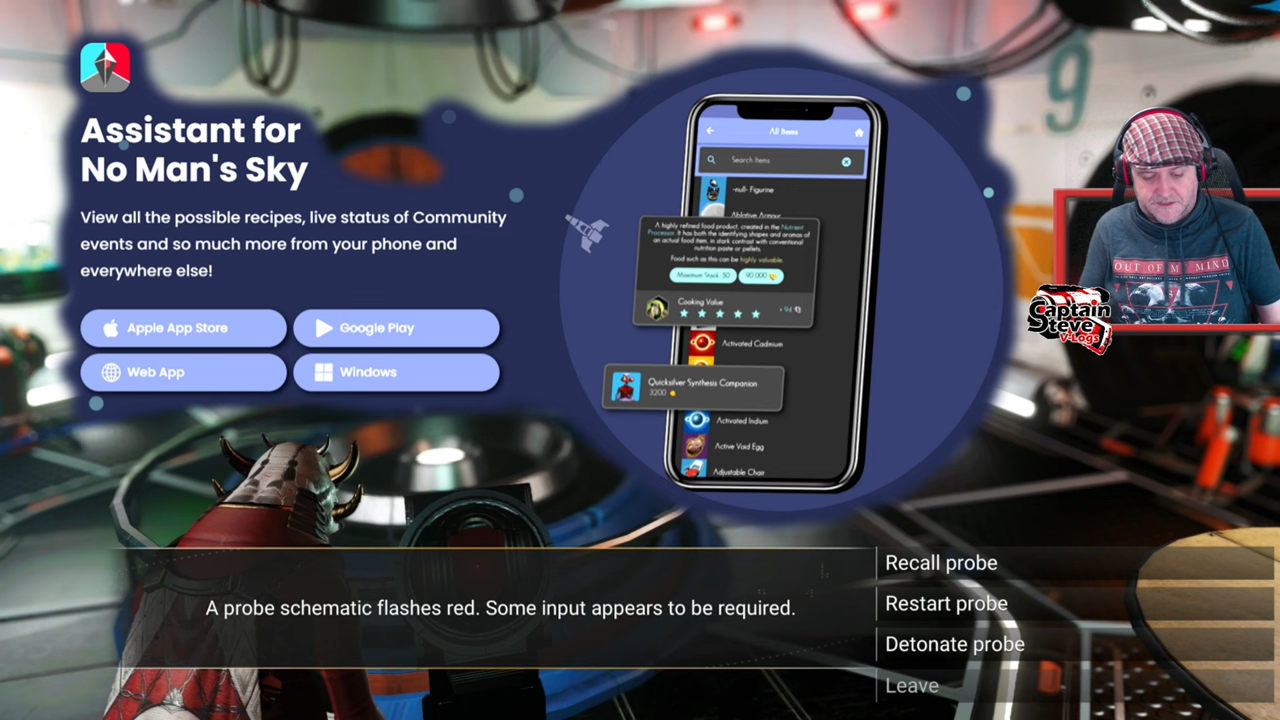 Assistant for
No Man's Sky
View all the possible recipes, live status of Community
events and so much more from your phone and
everywhere else!
Apple App Store
Google Play
Web App
Windows
All Items
Search Items
-null- Figurine
Ablative Armour
A highly refined food product, created in the Nutrient
Processor. It has both the identifying shapes and aromas of
an actual food item, in stark contrast with conventional
nutrition paste or pellets.
Food such as this can be highly valuable.
Maximum Stack 50
90 000
Cooking Value
Activated Cadmium
Quicksilver Synthesis Companion
3200
Activated Indium
Active Void Egg
Adjustable Chair
9
OUT OF MY MIND
Captain
Steve
V-Logs
A probe schematic flashes red. Some input appears to be required.
Recall probe
Restart probe
Detonate probe
Leave